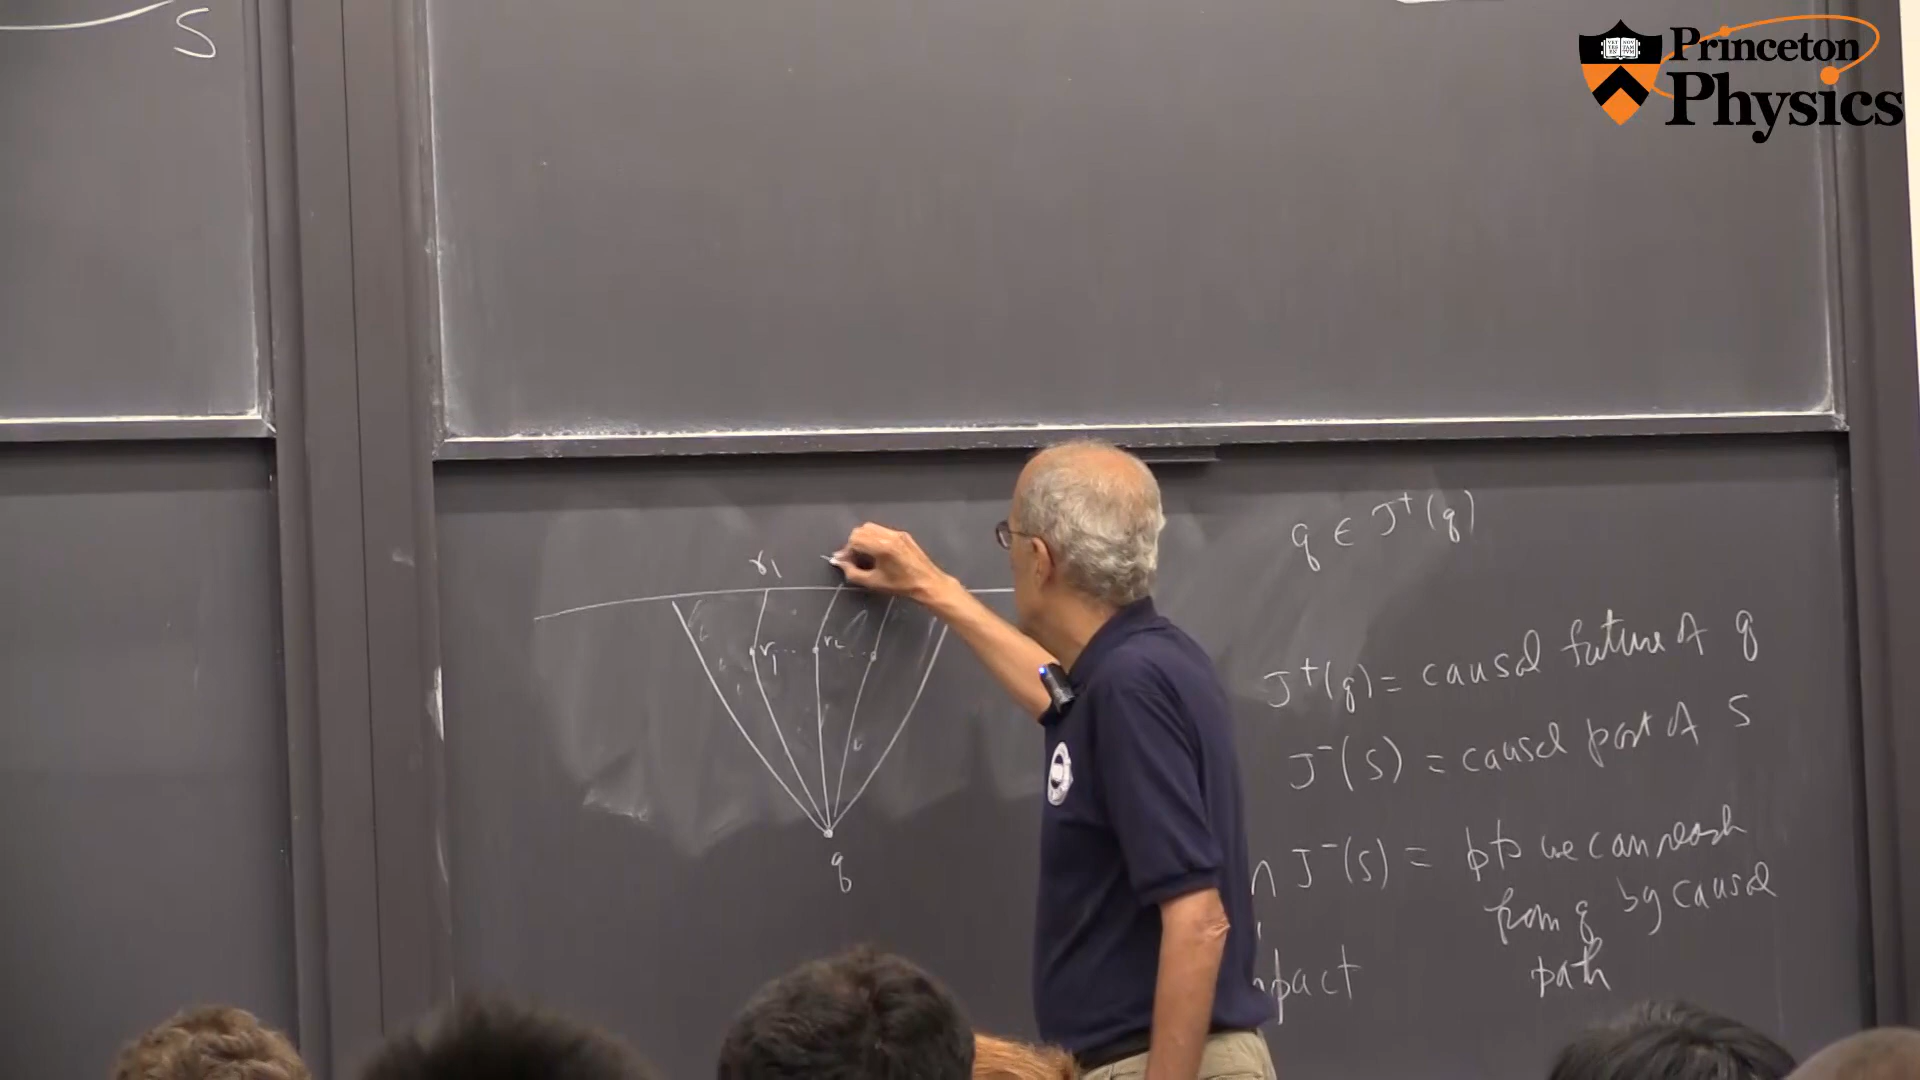 S
Princeton
Physics
q ∈ J⁺(q)
γ₁
r₁ ... r₂
q
J⁺(q) = causal future of q
J⁻(S) = causal past of S
∩ J⁻(S) = pts we can reach
from q by causal
path
mpact